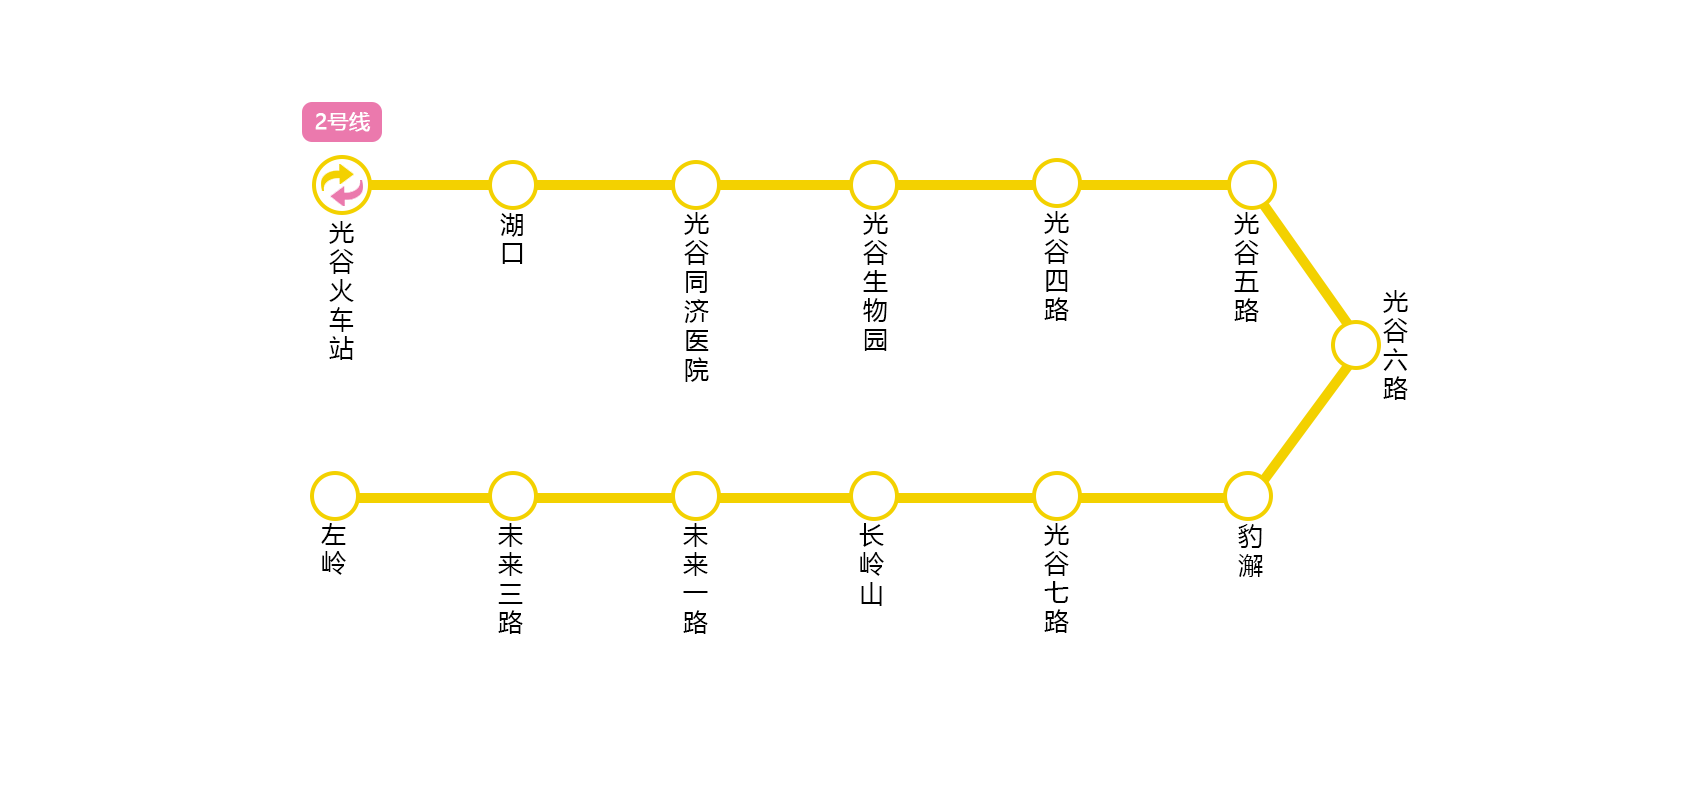 2号线
光谷火车站
湖口
光谷同济医院
光谷生物园
光谷四路
光谷五路
光谷六路
左岭
未来三路
未来一路
长岭山
光谷七路
豹澥